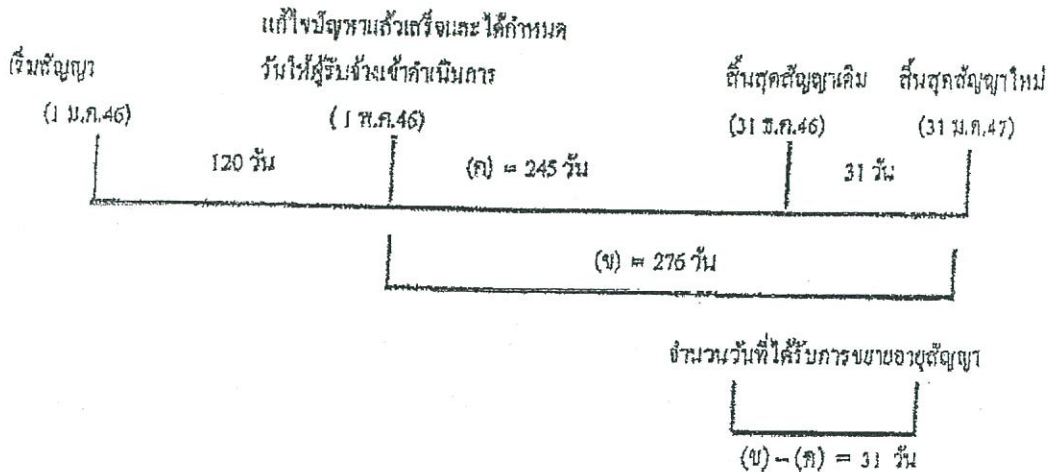 แก้ไขปัญหาแล้วเสร็จและได้กำหนด
เริ่มสัญญา วันให้ผู้รับจ้างเข้าดำเนินการ สิ้นสุดสัญญาเดิม สิ้นสุดสัญญาใหม่
(1 ม.ค.46) (1 พ.ค.46) (31 ธ.ค.46) (31 ม.ค.47)
120 วัน (ค) = 245 วัน 31 วัน
(ข) = 276 วัน
จำนวนวันที่ได้รับการขยายอายุสัญญา
(ข) – (ค) = 31 วัน